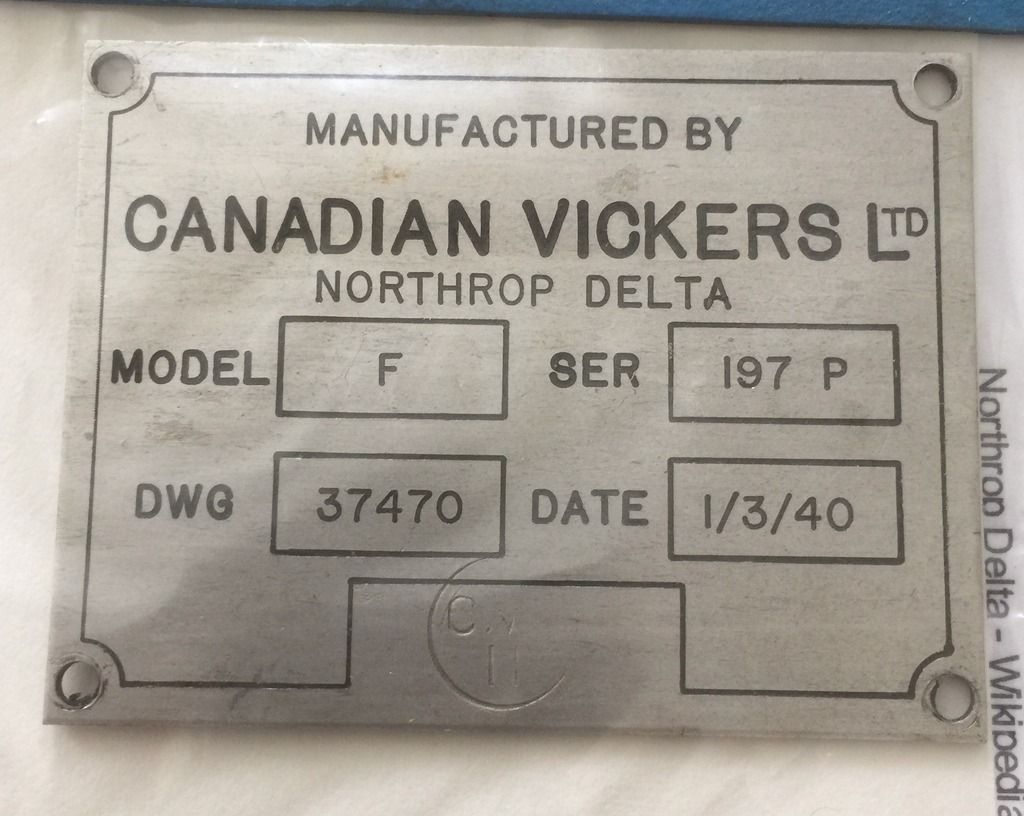 MANUFACTURED BY
CANADIAN VICKERS LTD
NORTHROP DELTA
MODEL F SER 197 P
DWG 37470 DATE 1/3/40
C.V
11
Northrop Delta - Wikipedia